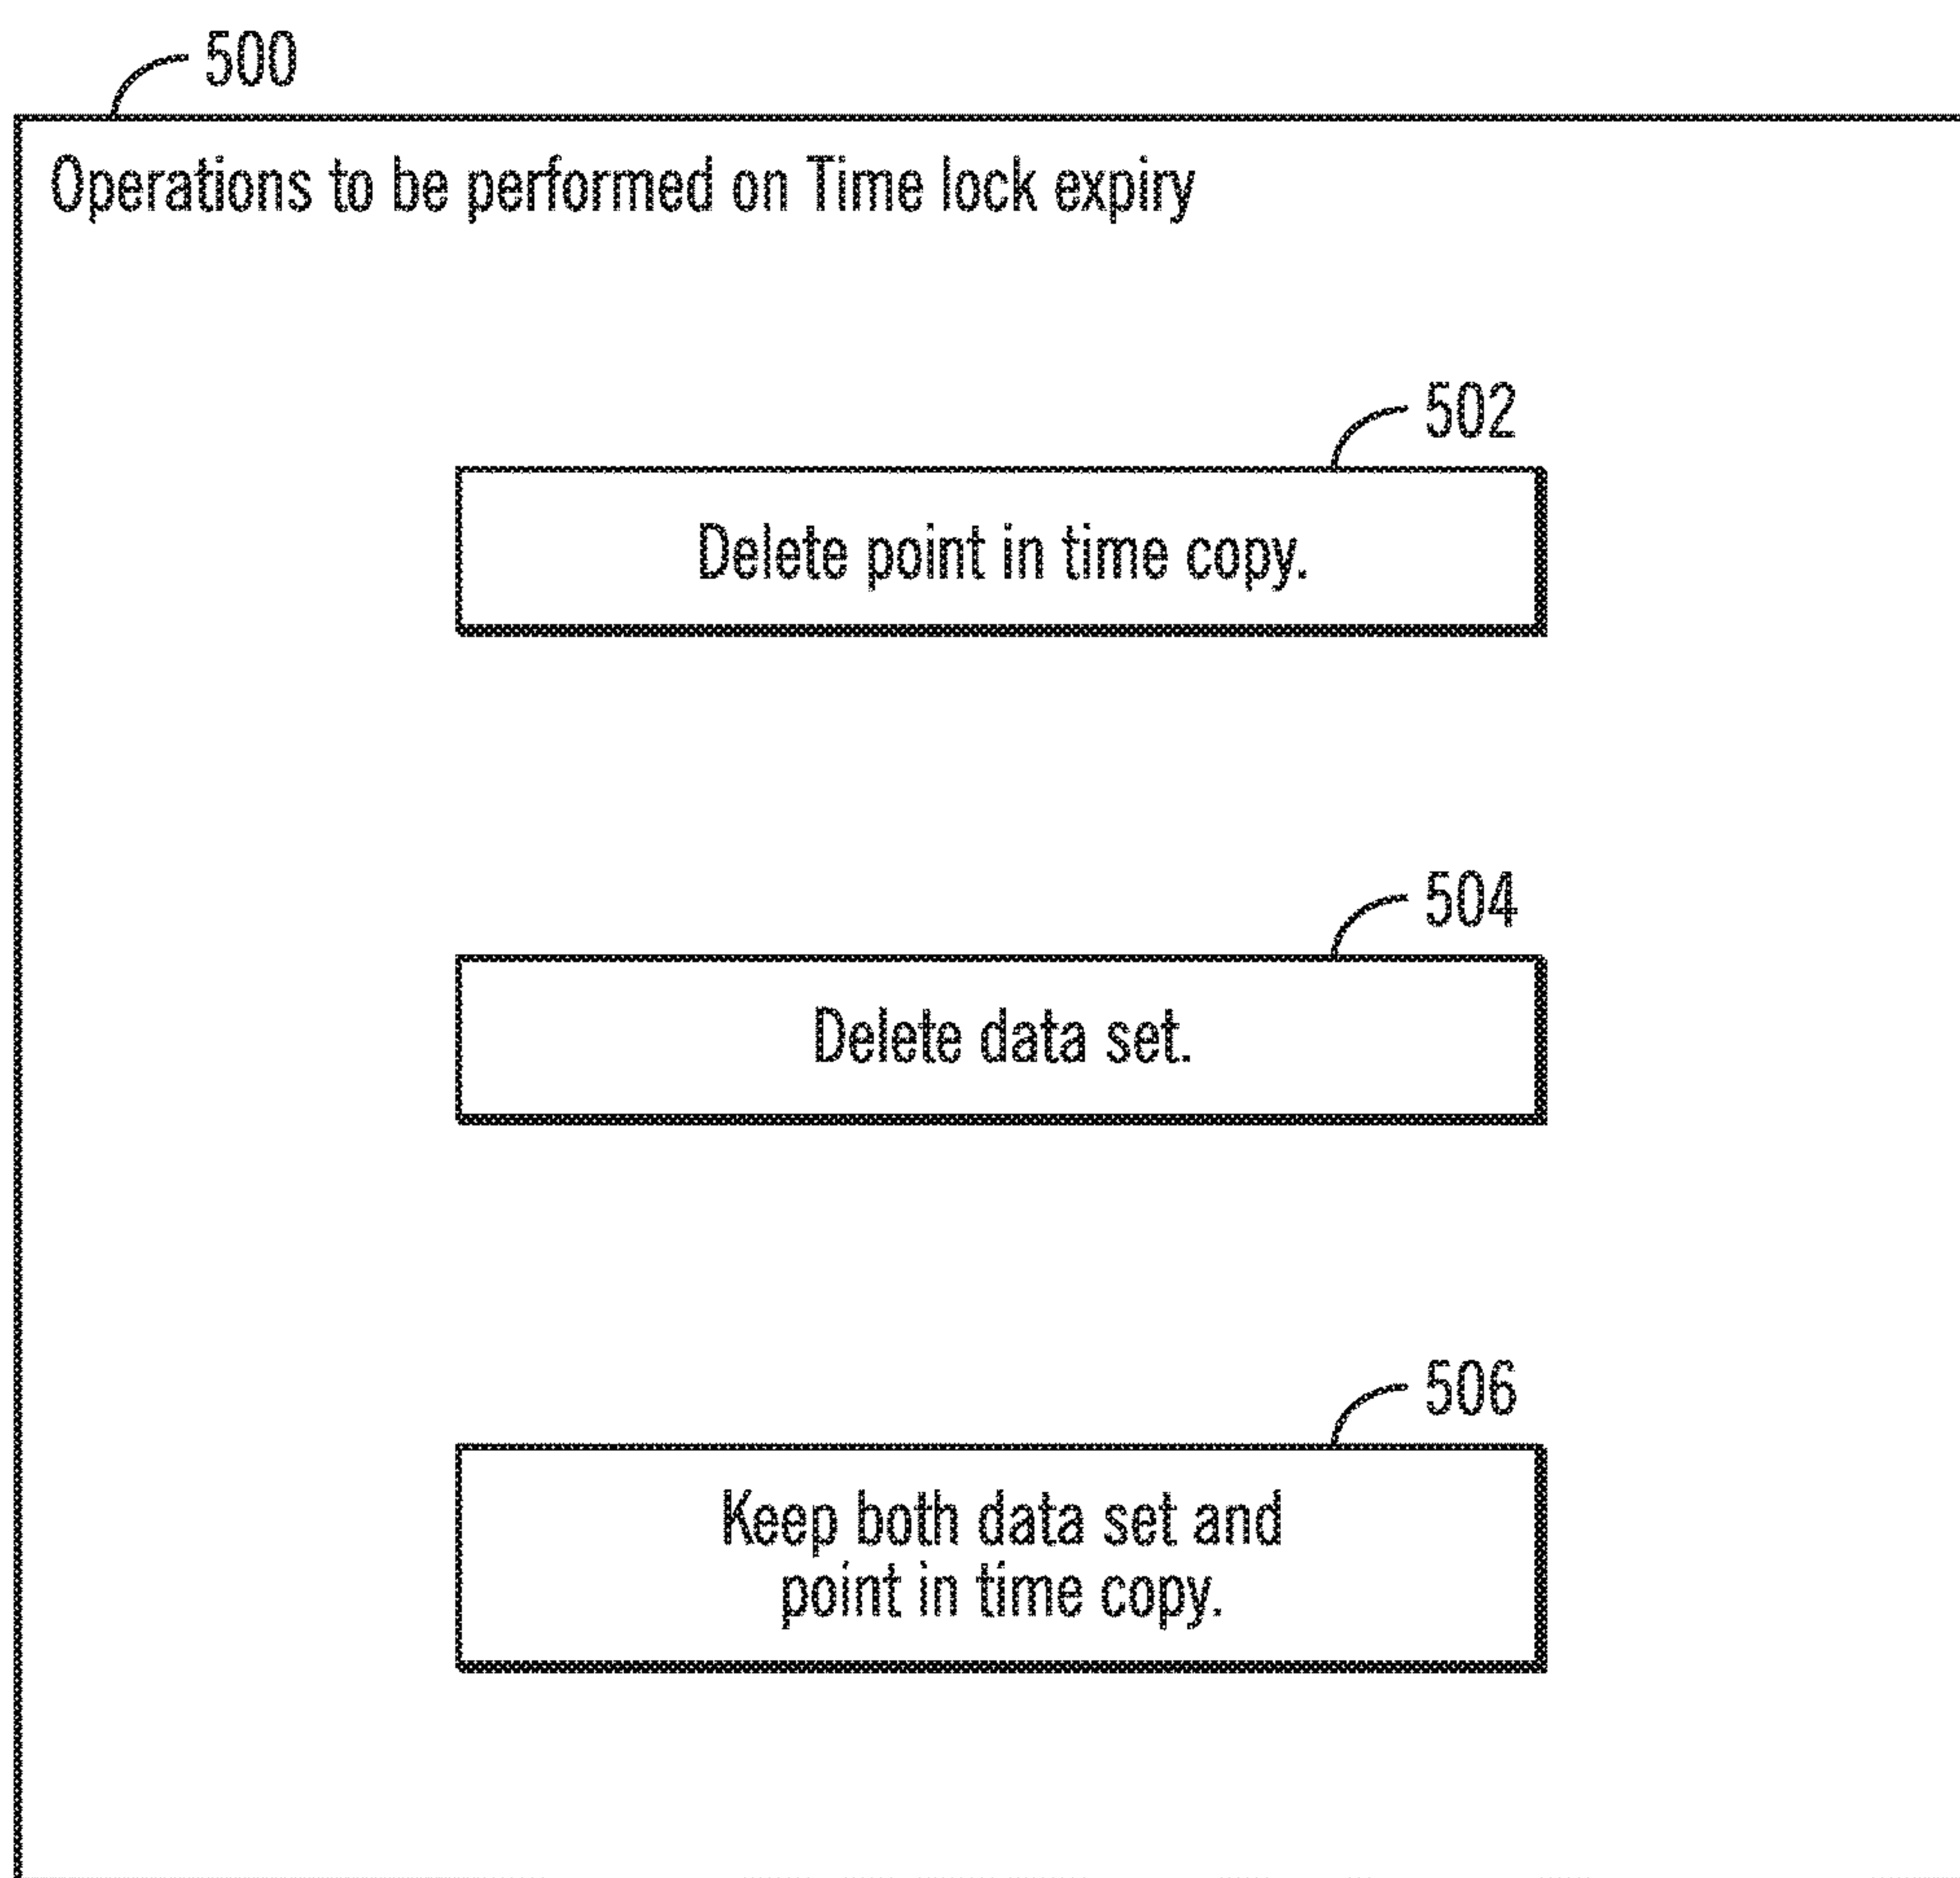 500
Operations to be performed on Time lock expiry
502
Delete point in time copy.
504
Delete data set.
506
Keep both data set and
point in time copy.